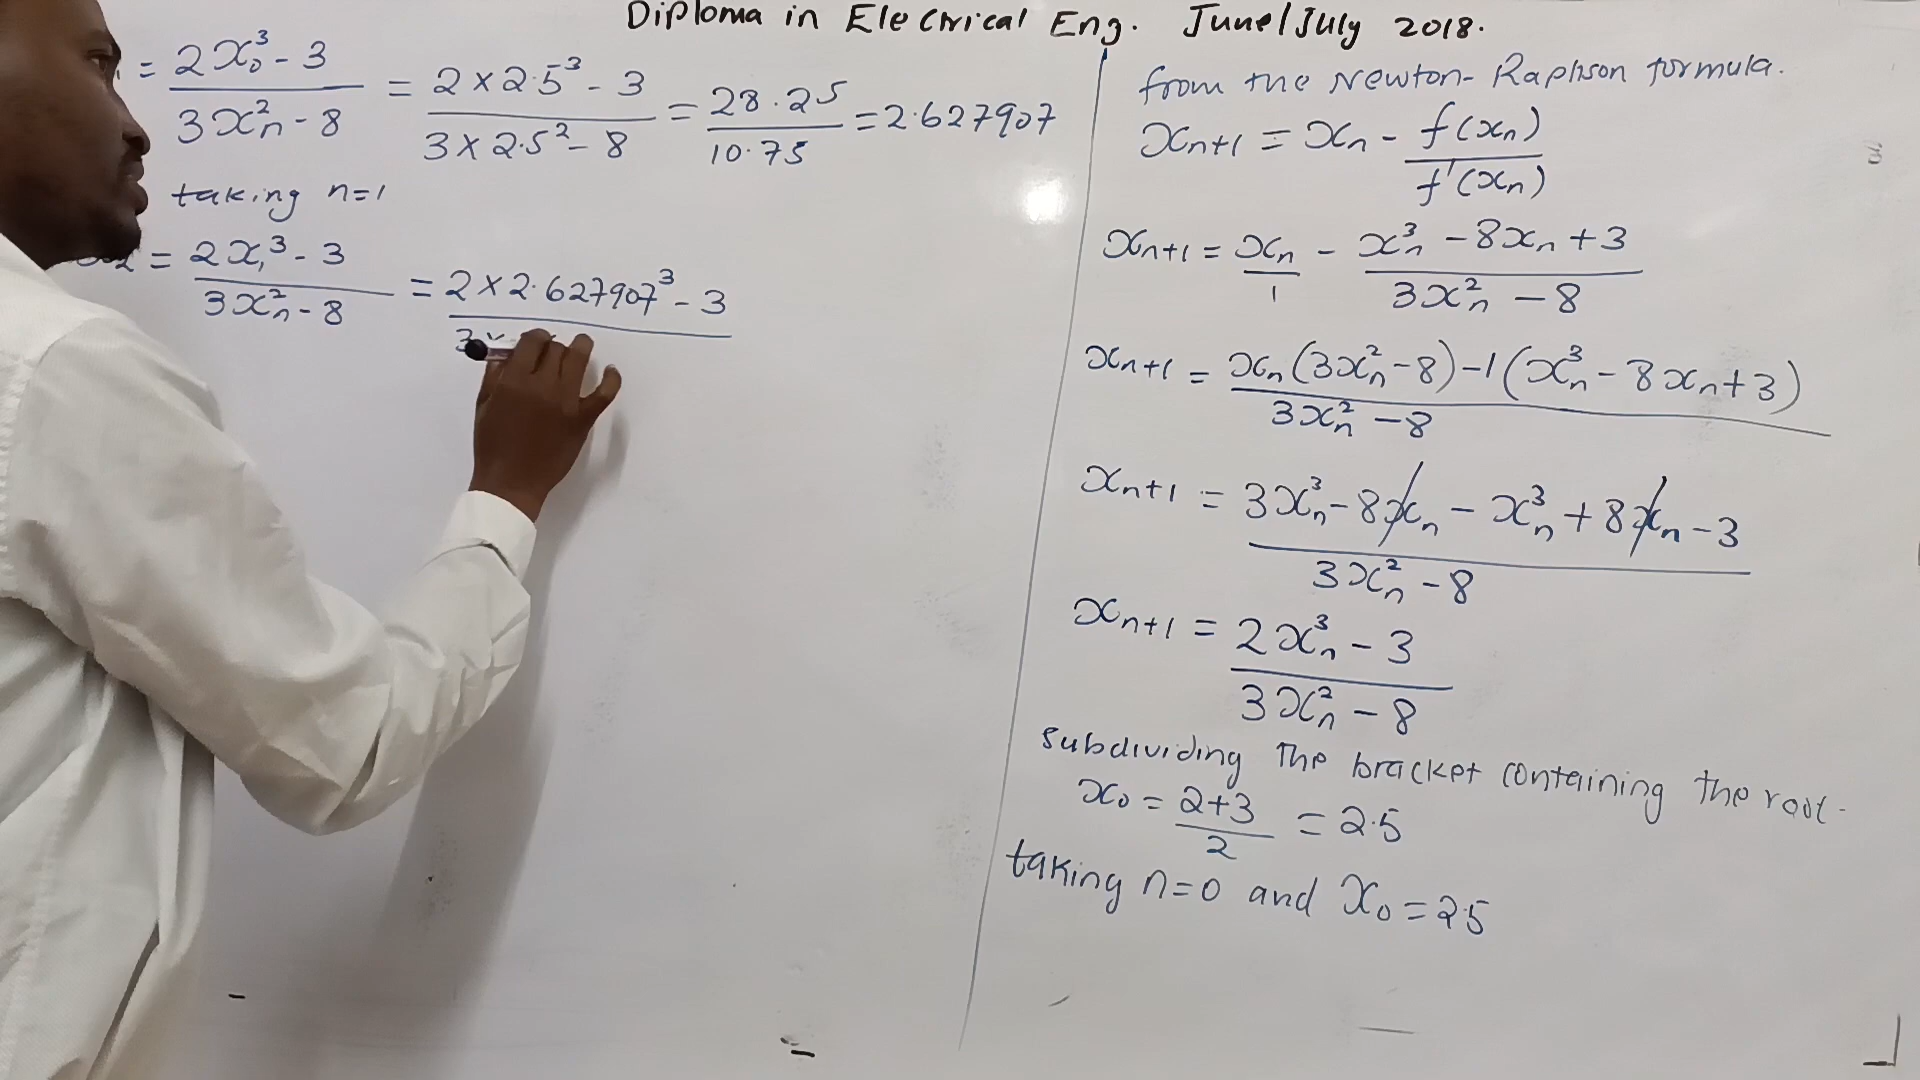 Diploma in Electrical Eng. June/July 2018.
= 2x₀³ - 3 / 3xₙ² - 8 = 2 × 2.5³ - 3 / 3 × 2.5² - 8 = 28.25 / 10.75 = 2.627907
taking n=1
= 2x₁³ - 3 / 3xₙ² - 8 = 2 × 2.627907³ - 3 / 3×
from the Newton-Raphson formula.
xₙ₊₁ = xₙ - f(xₙ) / f'(xₙ)
xₙ₊₁ = xₙ / 1 - xₙ³ - 8xₙ + 3 / 3xₙ² - 8
xₙ₊₁ = xₙ(3xₙ² - 8) - 1(xₙ³ - 8xₙ + 3) / 3xₙ² - 8
xₙ₊₁ = 3xₙ³ - 8xₙ - xₙ³ + 8xₙ - 3 / 3xₙ² - 8
xₙ₊₁ = 2xₙ³ - 3 / 3xₙ² - 8
subdividing the bracket containing the root.
x₀ = 2+3 / 2 = 2.5
taking n=0 and x₀ = 2.5